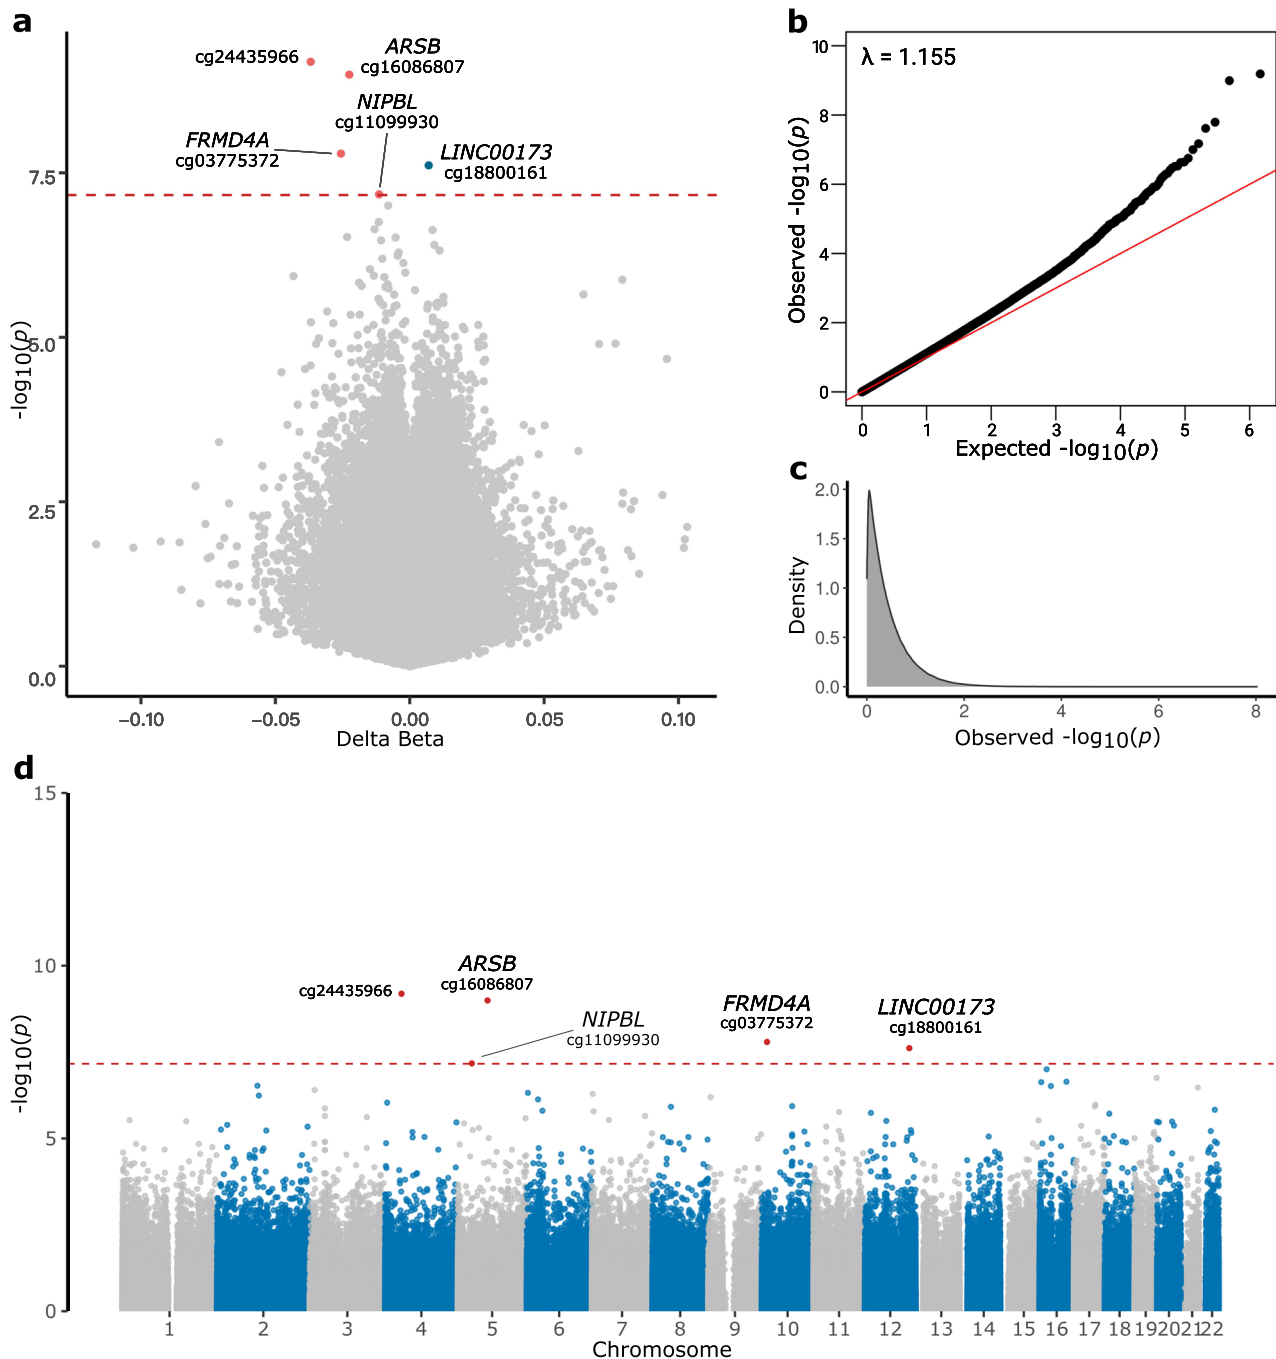 a
cg24435966
ARSB
cg16086807
NIPBL
cg11099930
FRMD4A
cg03775372
LINC00173
cg18800161
7.5
5.0
2.5
0.0
-log10(p)
−0.10
−0.05
0.00
0.05
0.10
Delta Beta
b
λ = 1.155
10
8
6
4
2
0
Observed -log10(p)
0
1
2
3
4
5
6
Expected -log10(p)
c
2.0
1.5
1.0
0.5
0.0
Density
0
2
4
6
8
Observed -log10(p)
d
15
10
5
0
-log10(p)
cg24435966
ARSB
cg16086807
NIPBL
cg11099930
FRMD4A
cg03775372
LINC00173
cg18800161
1
2
3
4
5
6
7
8
9
10
11
12
13
14
15
16
17
18
19
20
21
22
Chromosome